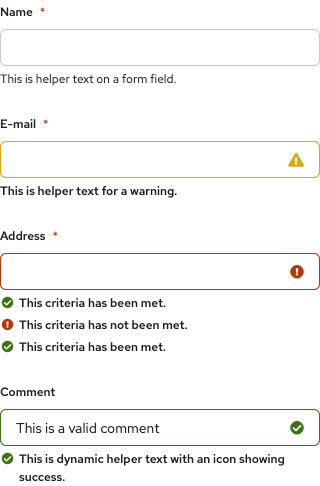 Name *
This is helper text on a form field.
E-mail *
This is helper text for a warning.
Address *
This criteria has been met.
This criteria has not been met.
This criteria has been met.
Comment
This is a valid comment
This is dynamic helper text with an icon showing
success.